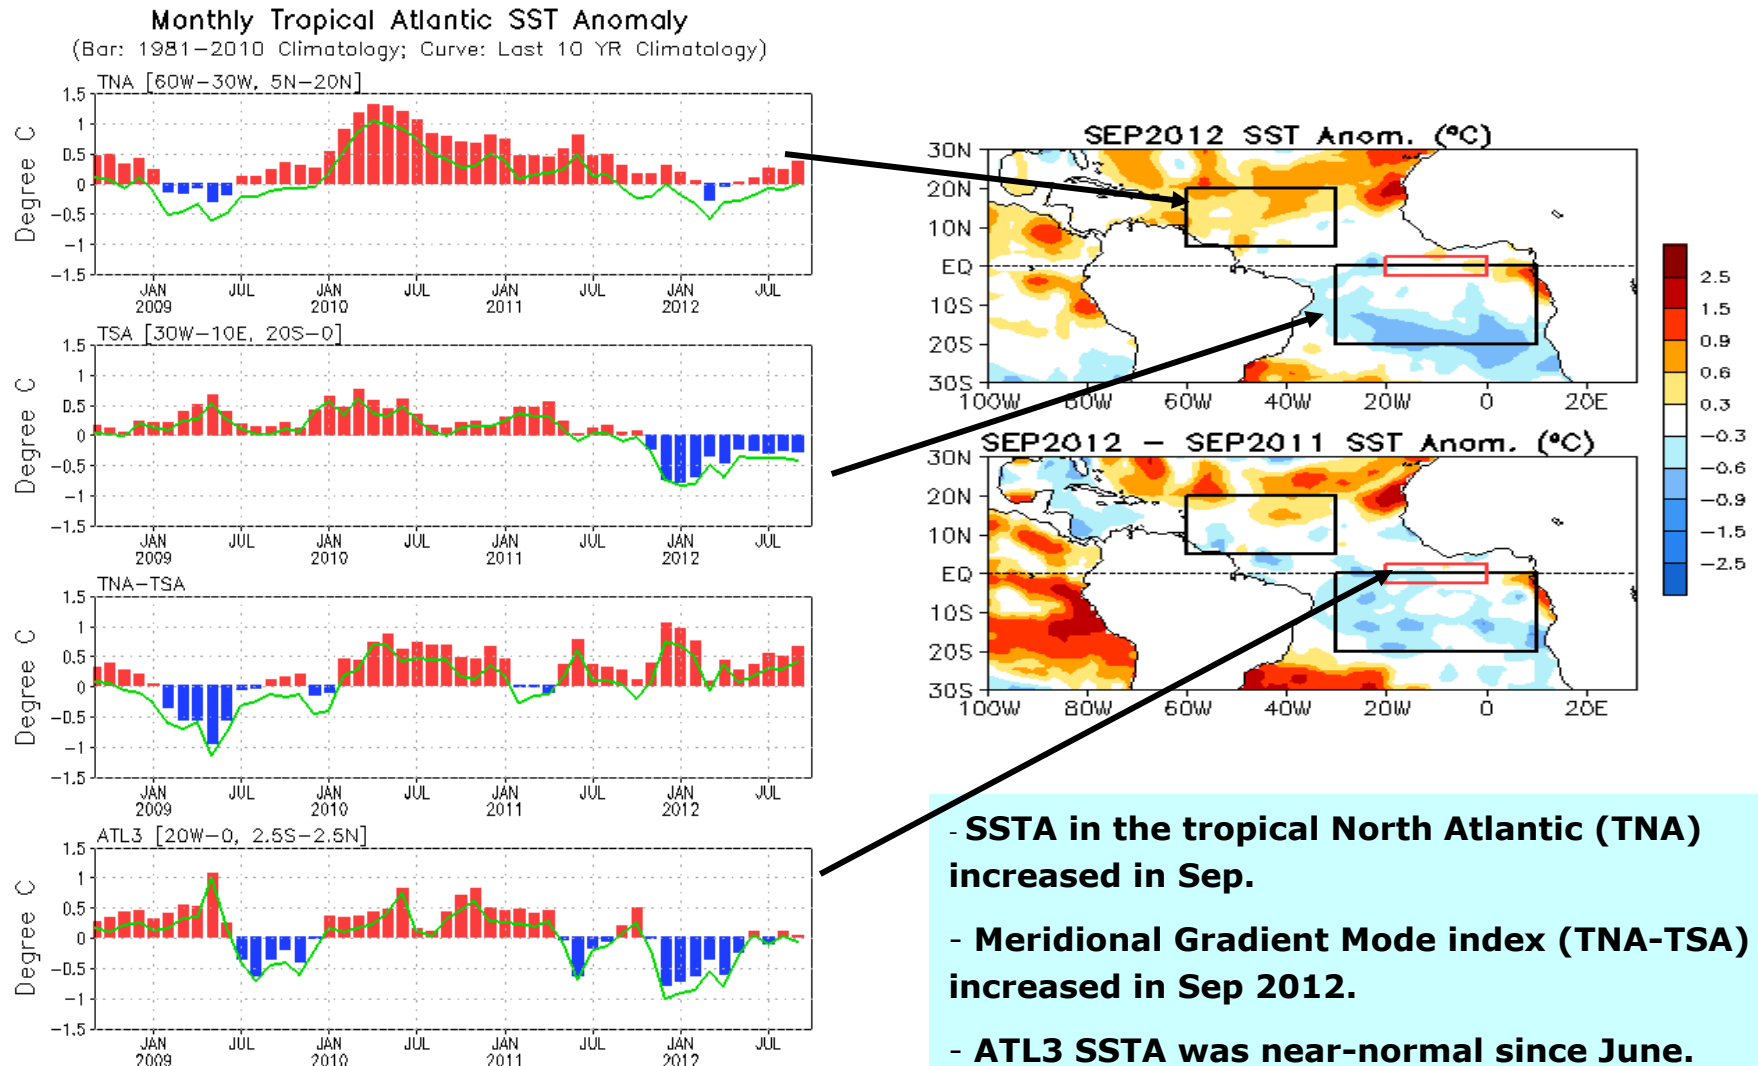 Monthly Tropical Atlantic SST Anomaly
(Bar: 1981-2010 Climatology; Curve: Last 10 YR Climatology)
TNA [60W-30W, 5N-20N]
Degree C
1.5
1
0.5
0
-0.5
-1
-1.5
JAN JUL JAN JUL JAN JUL JAN JUL
2009 2010 2011 2012
TSA [30W-10E, 20S-0]
Degree C
1.5
1
0.5
0
-0.5
-1
-1.5
JAN JUL JAN JUL JAN JUL JAN JUL
2009 2010 2011 2012
TNA-TSA
Degree C
1.5
1
0.5
0
-0.5
-1
-1.5
JAN JUL JAN JUL JAN JUL JAN JUL
2009 2010 2011 2012
ATL3 [20W-0, 2.5S-2.5N]
Degree C
1.5
1
0.5
0
-0.5
-1
-1.5
JAN JUL JAN JUL JAN JUL JAN JUL
2009 2010 2011 2012
SEP2012 SST Anom. (°C)
30N
20N
10N
EQ
10S
20S
30S
100W 80W 60W 40W 20W 0 20E
SEP2012 - SEP2011 SST Anom. (°C)
30N
20N
10N
EQ
10S
20S
30S
100W 80W 60W 40W 20W 0 20E
2.5
1.5
0.9
0.6
0.3
-0.3
-0.6
-0.9
-1.5
-2.5
- SSTA in the tropical North Atlantic (TNA)
increased in Sep.
- Meridional Gradient Mode index (TNA-TSA)
increased in Sep 2012.
- ATL3 SSTA was near-normal since June.